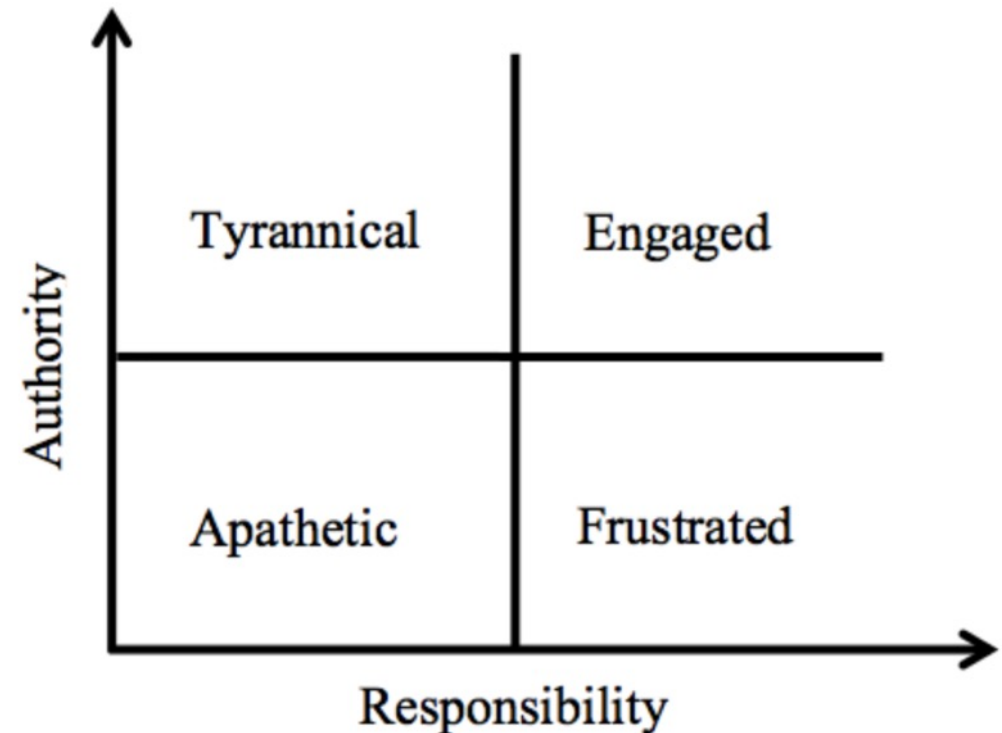 Tyrannical
Engaged
Authority
Apathetic
Frustrated
Responsibility